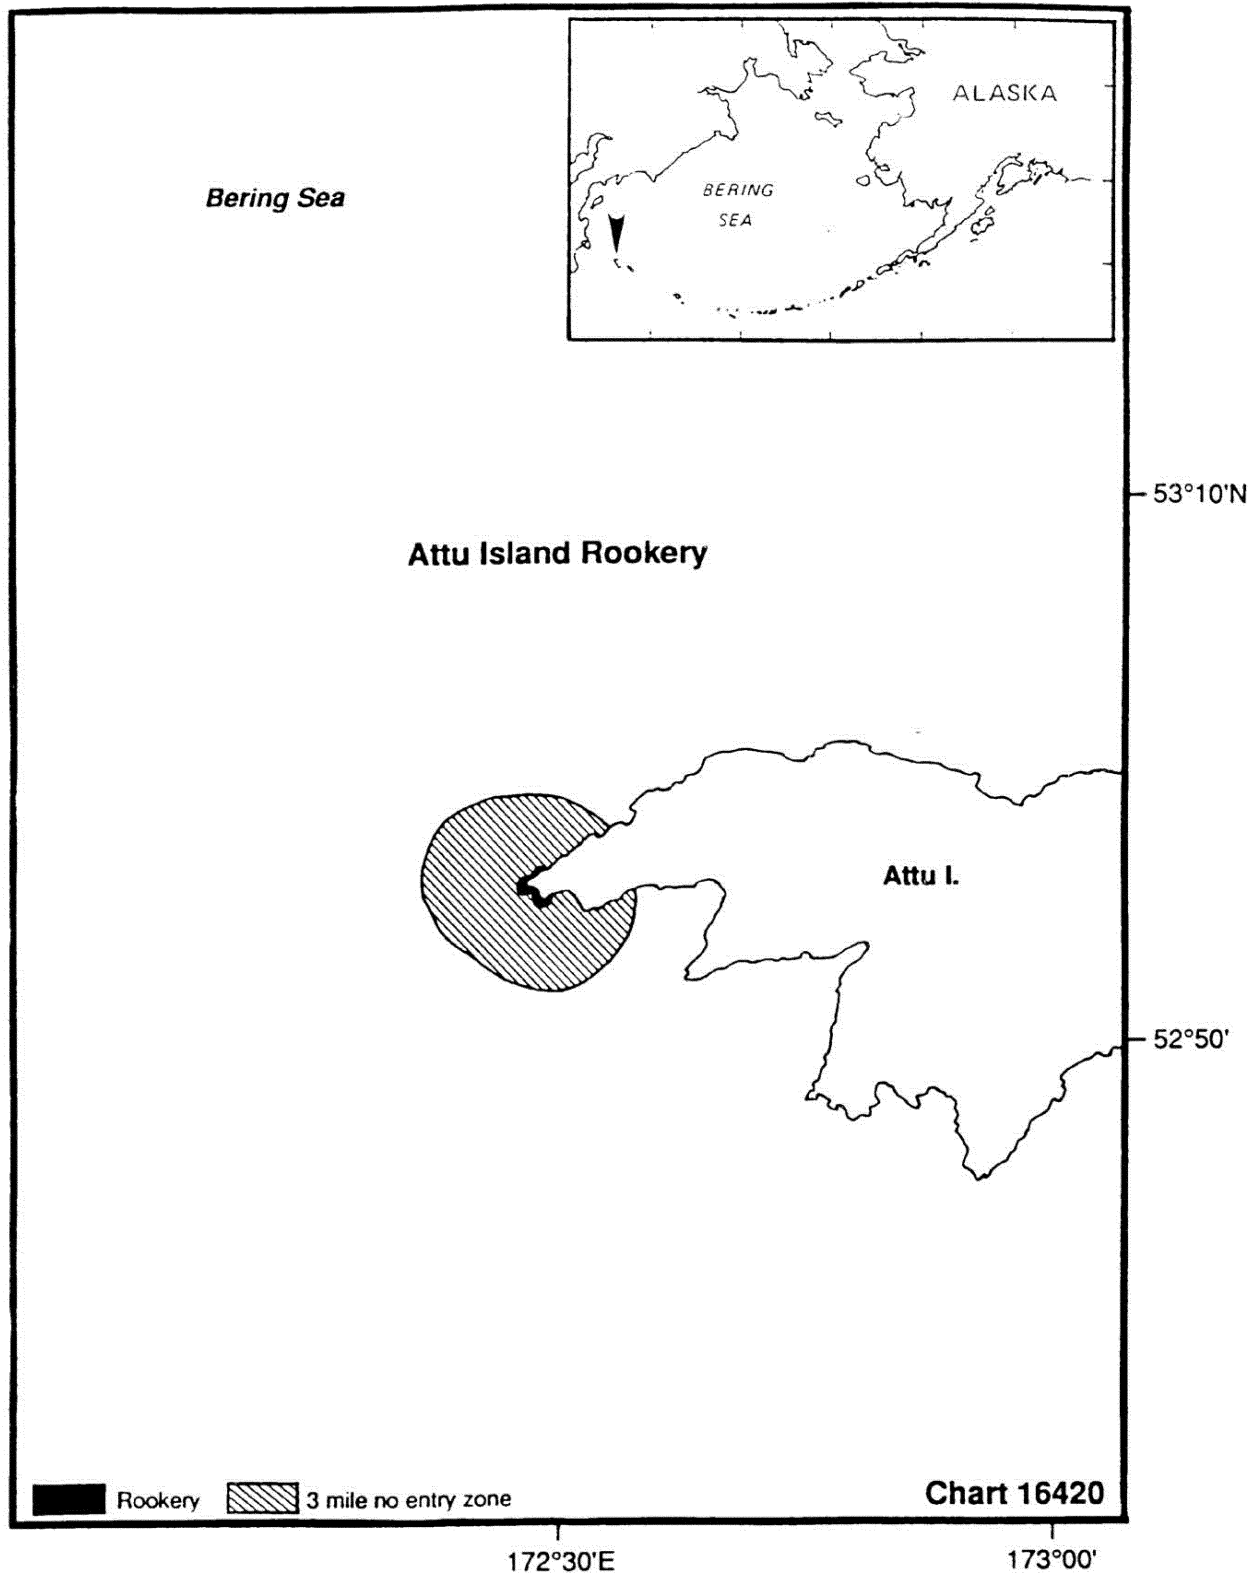 ALASKA
BERING
SEA
Bering Sea
53°10'N
Attu Island Rookery
Attu I.
52°50'
Rookery
3 mile no entry zone
Chart 16420
172°30'E
173°00'